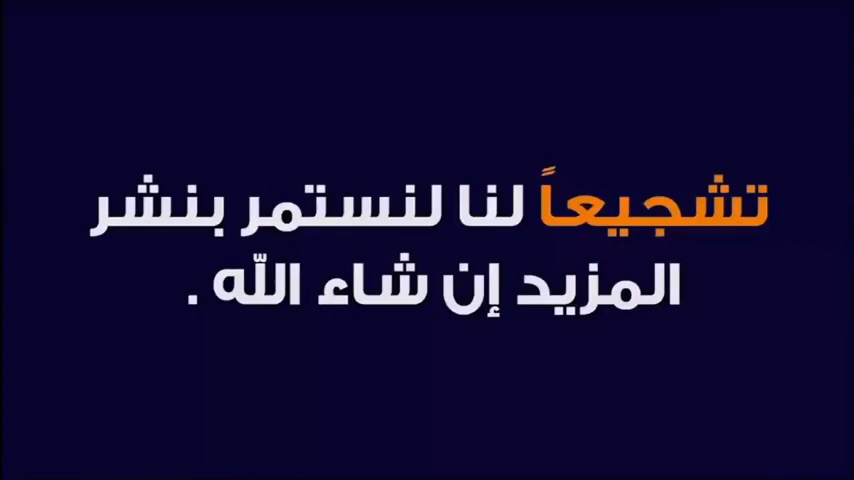 تشجيعاً لنا لنستمر بنشر
المزيد إن شاء الله .